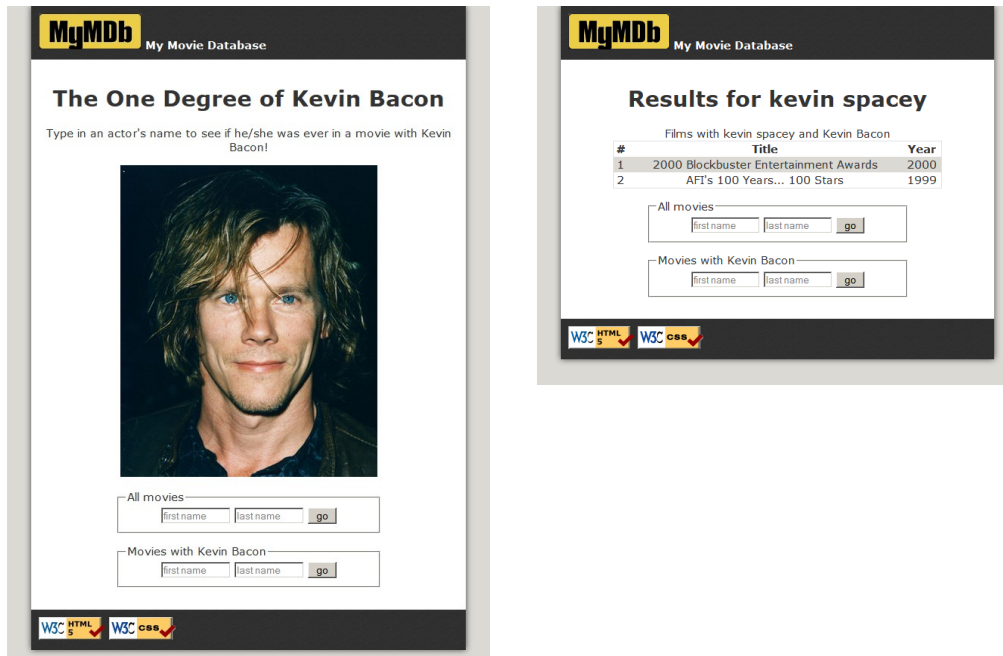 MyMDb My Movie Database
The One Degree of Kevin Bacon
Type in an actor's name to see if he/she was ever in a movie with Kevin
Bacon!
All movies
first name last name go
Movies with Kevin Bacon
first name last name go
W3C HTML 5 W3C css
MyMDb My Movie Database
Results for kevin spacey
Films with kevin spacey and Kevin Bacon
# Title Year
1 2000 Blockbuster Entertainment Awards 2000
2 AFI's 100 Years... 100 Stars 1999
All movies
first name last name go
Movies with Kevin Bacon
first name last name go
W3C HTML 5 W3C css